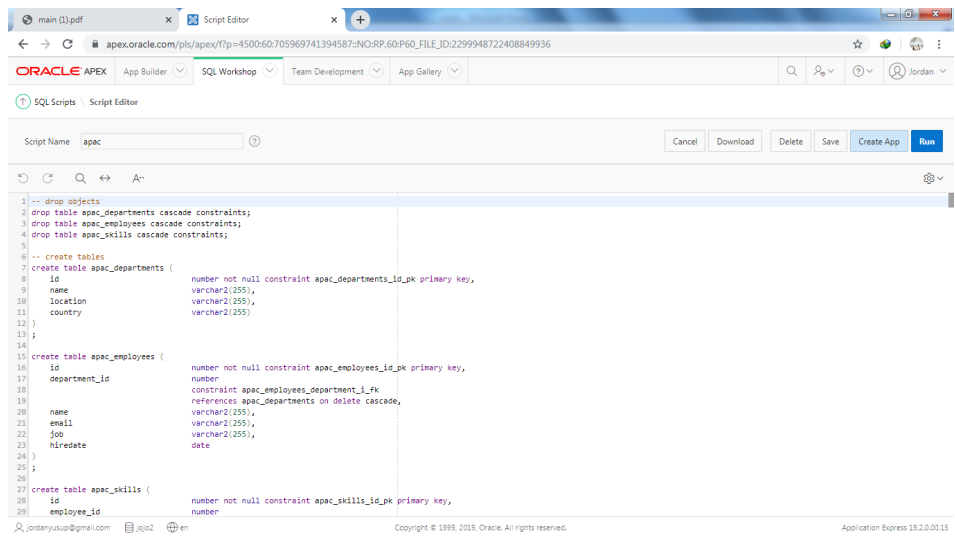 main (1).pdf × Script Editor × +
apex.oracle.com/pls/apex/f?p=4500:60:705969741394587::NO:RP,60:P60_FILE_ID:2299948722408849936
ORACLE APEX App Builder SQL Workshop Team Development App Gallery Jordan
SQL Scripts \ Script Editor
Script Name apac Cancel Download Delete Save Create App Run
A··
1 -- drop objects
2 drop table apac_departments cascade constraints;
3 drop table apac_employees cascade constraints;
4 drop table apac_skills cascade constraints;
5
6 -- create tables
7 create table apac_departments (
8 id number not null constraint apac_departments_id_pk primary key,
9 name varchar2(255),
10 location varchar2(255),
11 country varchar2(255)
12 )
13 ;
14
15 create table apac_employees (
16 id number not null constraint apac_employees_id_pk primary key,
17 department_id number
18 constraint apac_employees_department_i_fk
19 references apac_departments on delete cascade,
20 name varchar2(255),
21 email varchar2(255),
22 job varchar2(255),
23 hiredate date
24 )
25 ;
26
27 create table apac_skills (
28 id number not null constraint apac_skills_id_pk primary key,
29 employee_id number
jordanyusup@gmail.com jojo2 en Copyright © 1999, 2019, Oracle. All rights reserved. Application Express 19.2.0.00.15